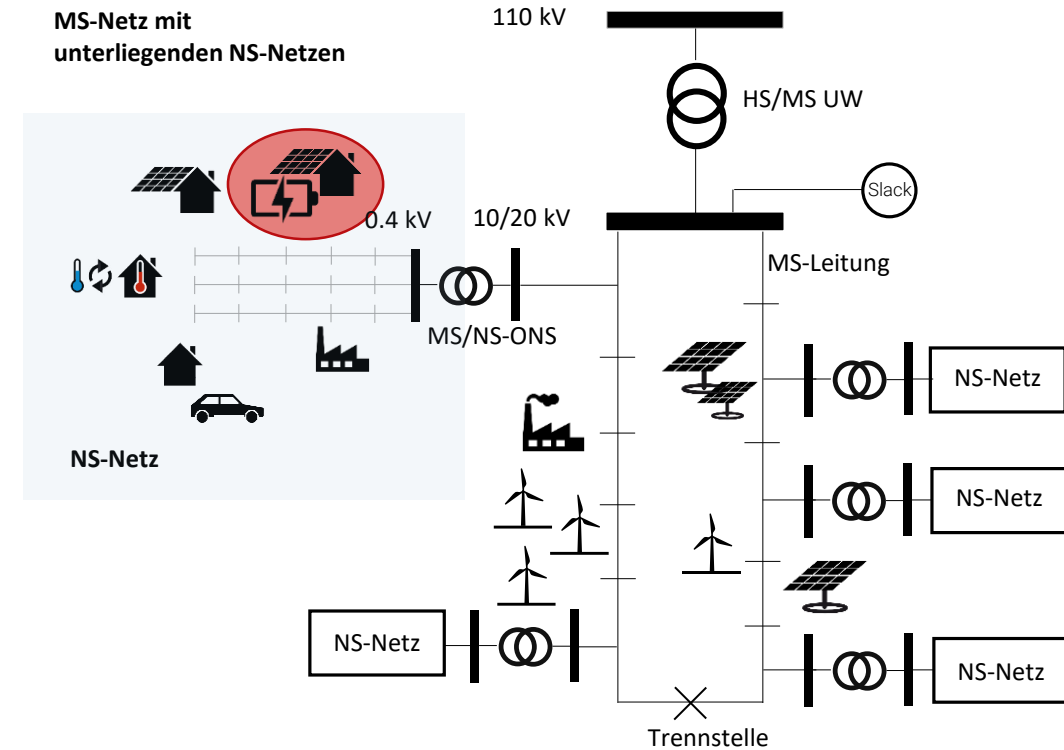 MS-Netz mit
unterliegenden NS-Netzen
110 kV
HS/MS UW
Slack
0.4 kV
10/20 kV
MS-Leitung
MS/NS-ONS
NS-Netz
NS-Netz
NS-Netz
NS-Netz
NS-Netz
Trennstelle